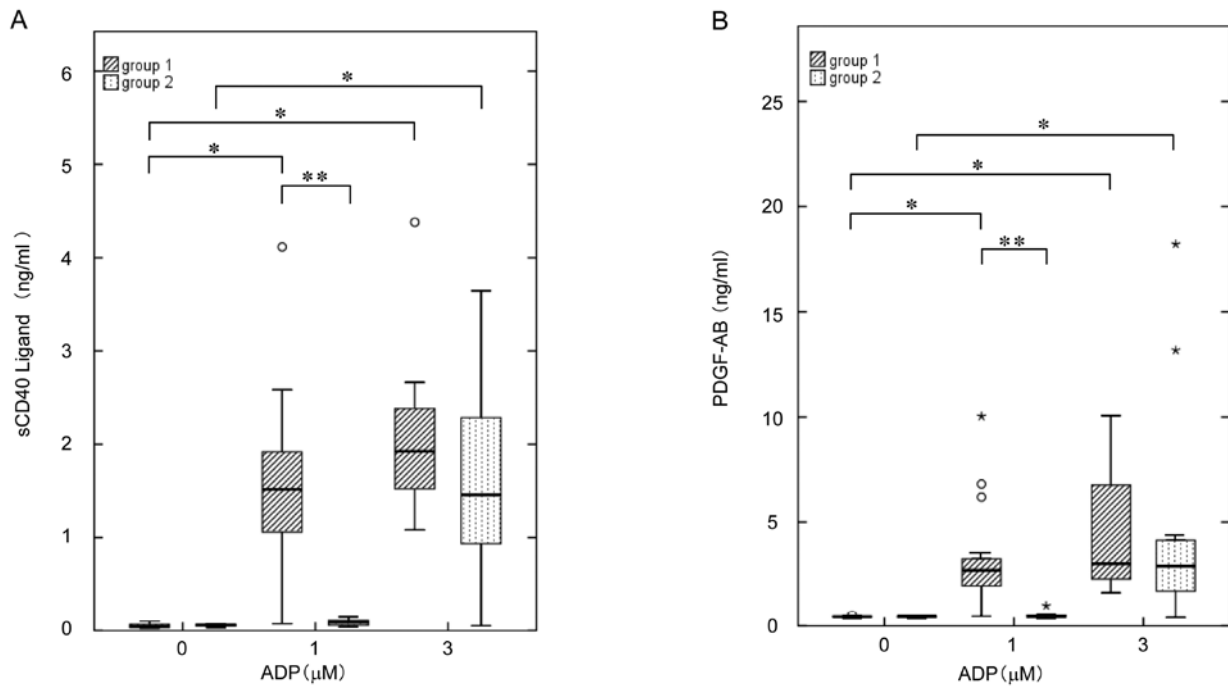 A
group 1
group 2
6
5
4
3
2
1
0
sCD40 Ligand (ng/ml)
*
*
*
**
0
1
3
ADP(μM)
B
group 1
group 2
25
20
15
10
5
0
PDGF-AB (ng/ml)
*
*
*
**
0
1
3
ADP(μM)